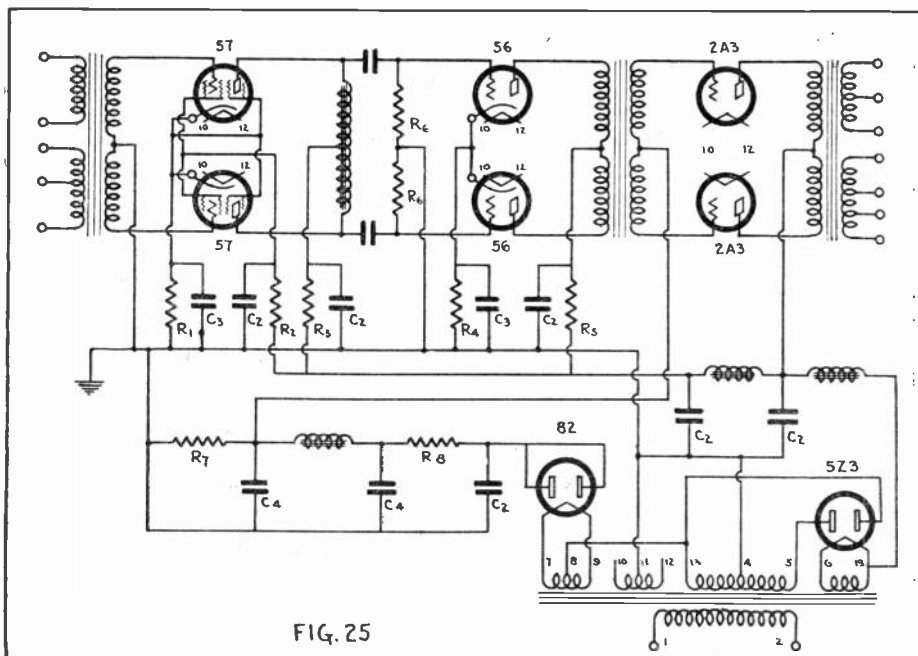 57 56 2A3
10 12 10 12
R6
10 12 10 12 10 12
R6
57 56 2A3
R1 C3 C2 R2 R3 C2 R4 C3 C2 R5
C2 C2
R7 R8 82
5Z3
C4 C4 C2
7 8 9 10 11 12 13 4 5 6 19
1 2
FIG. 25